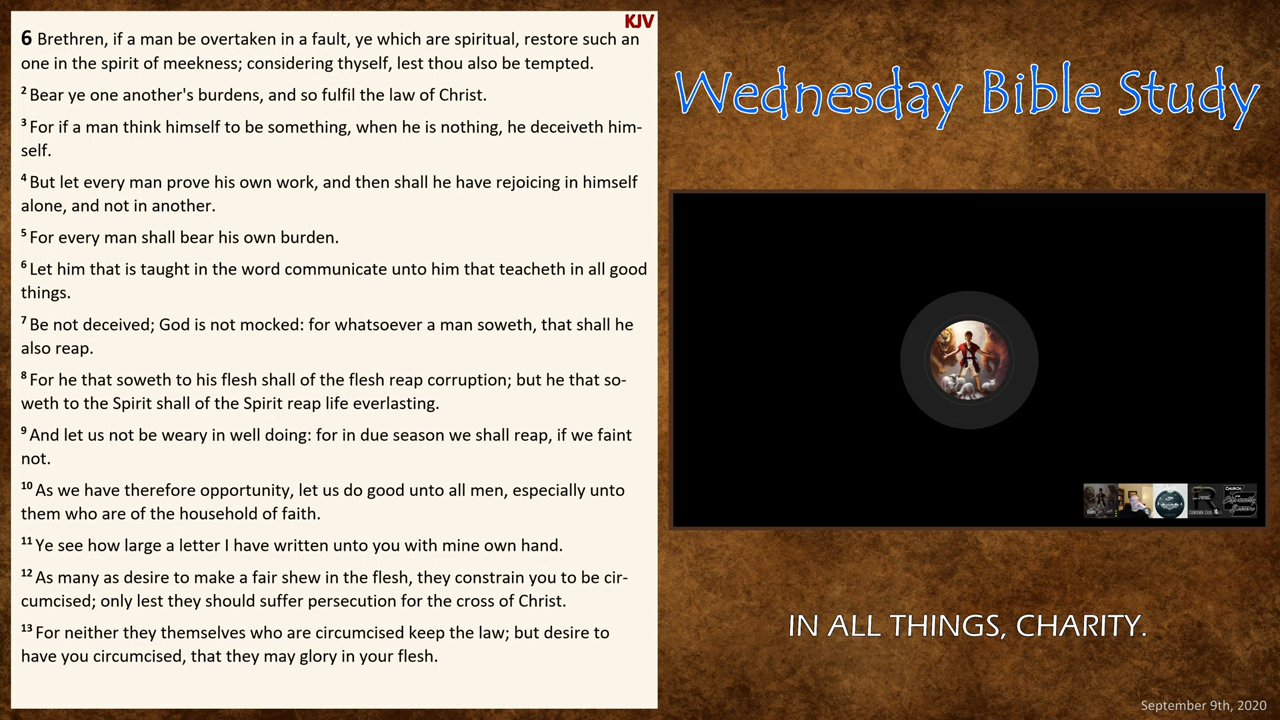 KJV
6 Brethren, if a man be overtaken in a fault, ye which are spiritual, restore such an
one in the spirit of meekness; considering thyself, lest thou also be tempted.
2 Bear ye one another's burdens, and so fulfil the law of Christ.
3 For if a man think himself to be something, when he is nothing, he deceiveth him-
self.
4 But let every man prove his own work, and then shall he have rejoicing in himself
alone, and not in another.
5 For every man shall bear his own burden.
6 Let him that is taught in the word communicate unto him that teacheth in all good
things.
7 Be not deceived; God is not mocked: for whatsoever a man soweth, that shall he
also reap.
8 For he that soweth to his flesh shall of the flesh reap corruption; but he that so-
weth to the Spirit shall of the Spirit reap life everlasting.
9 And let us not be weary in well doing: for in due season we shall reap, if we faint
not.
10 As we have therefore opportunity, let us do good unto all men, especially unto
them who are of the household of faith.
11 Ye see how large a letter I have written unto you with mine own hand.
12 As many as desire to make a fair shew in the flesh, they constrain you to be cir-
cumcised; only lest they should suffer persecution for the cross of Christ.
13 For neither they themselves who are circumcised keep the law; but desire to
have you circumcised, that they may glory in your flesh.
Wednesday Bible Study
CHURCH
IN ALL THINGS, CHARITY.
September 9th, 2020